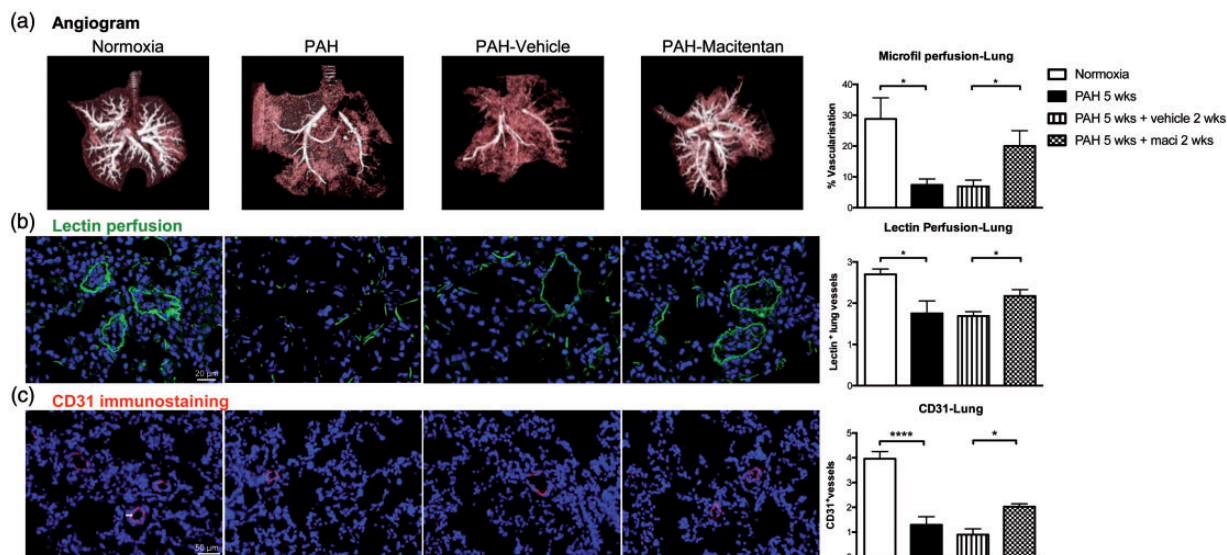 (a) Angiogram
Normoxia PAH PAH-Vehicle PAH-Macitentan
Microfil perfusion-Lung
% Vascularisation
40
30
20
10
0
* *
Normoxia
PAH 5 wks
PAH 5 wks + vehicle 2 wks
PAH 5 wks + maci 2 wks
(b) Lectin perfusion
20 µm
Lectin Perfusion-Lung
Lectin + lung vessels
3
2
1
0
* *
(c) CD31 immunostaining
50 µm
CD31-Lung
CD31+vessels
5
4
3
2
1
0
**** *